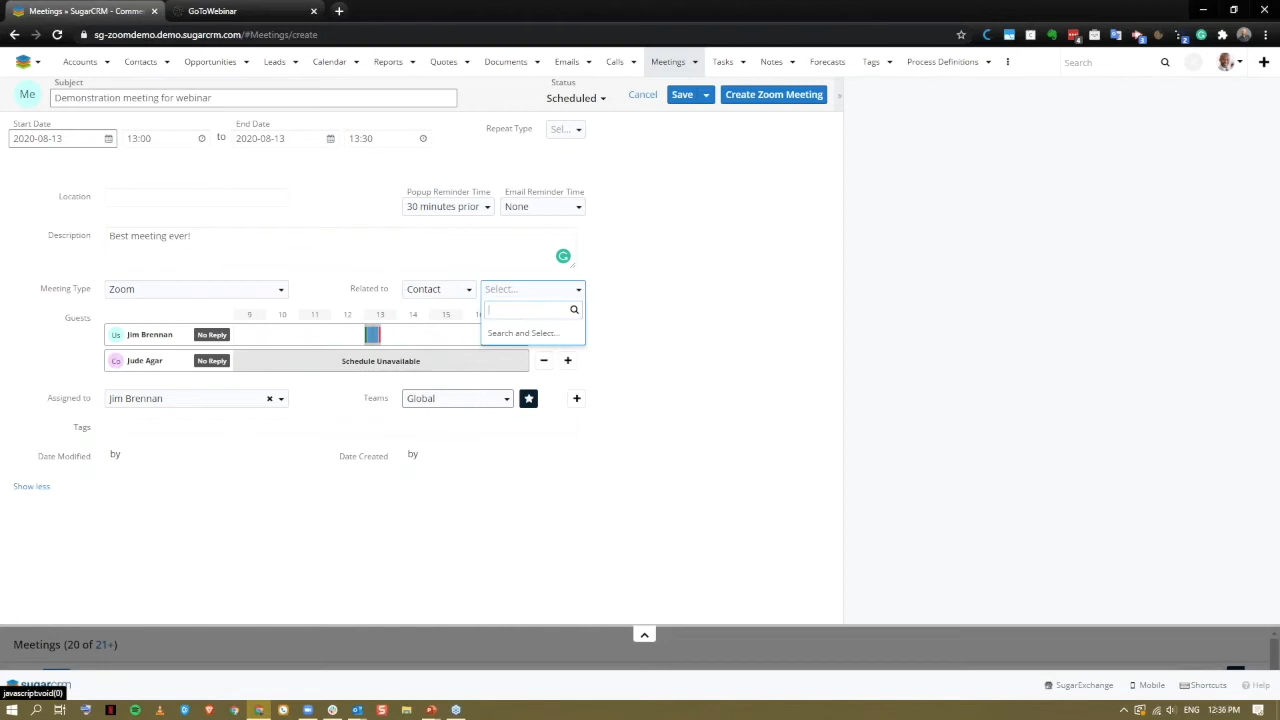 Meetings » SugarCRM - Comme
GoToWebinar
sg-zoomdemo.demo.sugarcrm.com/#Meetings/create
Accounts Contacts Opportunities Leads Calendar Reports Quotes Documents Emails Calls Meetings Tasks Notes Forecasts Tags Process Definitions Search
Me
Subject
Demonstration meeting for webinar
Status
Scheduled
Cancel Save Create Zoom Meeting
Start Date End Date
2020-08-13 13:00 to 2020-08-13 13:30
Repeat Type Sel...
Popup Reminder Time Email Reminder Time
Location
30 minutes prior None
Description Best meeting ever!
Meeting Type Zoom Related to Contact Select...
Guests 9 10 11 12 13 14 15
Search and Select...
Us Jim Brennan No Reply
Co Jude Agar No Reply Schedule Unavailable
Assigned to Jim Brennan Teams Global
Tags
Date Modified by Date Created by
Show less
Meetings (20 of 21+)
sugarcrm
SugarExchange Mobile Shortcuts Help
javascript:void(0)
ENG 12:36 PM